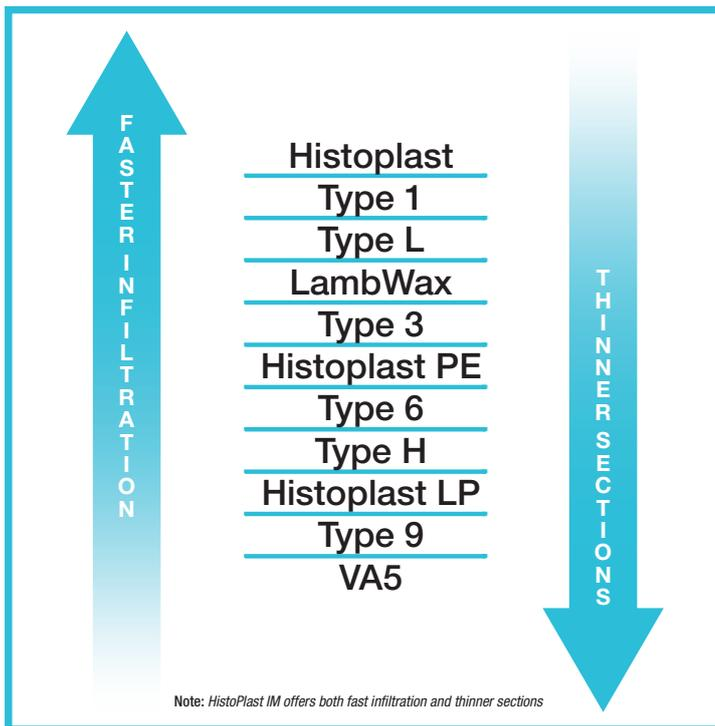 FASTER INFILTRATION
Histoplast
Type 1
Type L
LambWax
Type 3
Histoplast PE
Type 6
Type H
Histoplast LP
Type 9
VA5
THINNER SECTIONS
Note: HistoPlast IM offers both fast infiltration and thinner sections